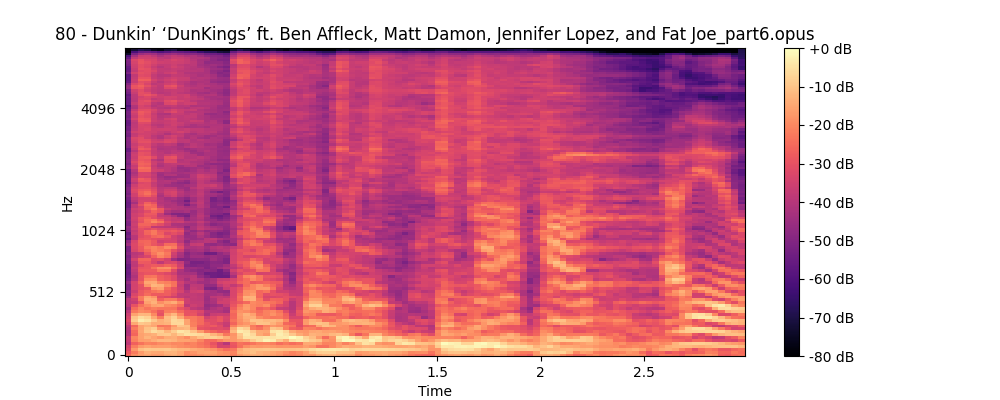 80 - Dunkin’ ‘DunKings’ ft. Ben Affleck, Matt Damon, Jennifer Lopez, and Fat Joe_part6.opus
+0 dB
-10 dB
-20 dB
-30 dB
-40 dB
-50 dB
-60 dB
-70 dB
-80 dB
4096
2048
1024
512
0
Hz
0
0.5
1
1.5
2
2.5
Time